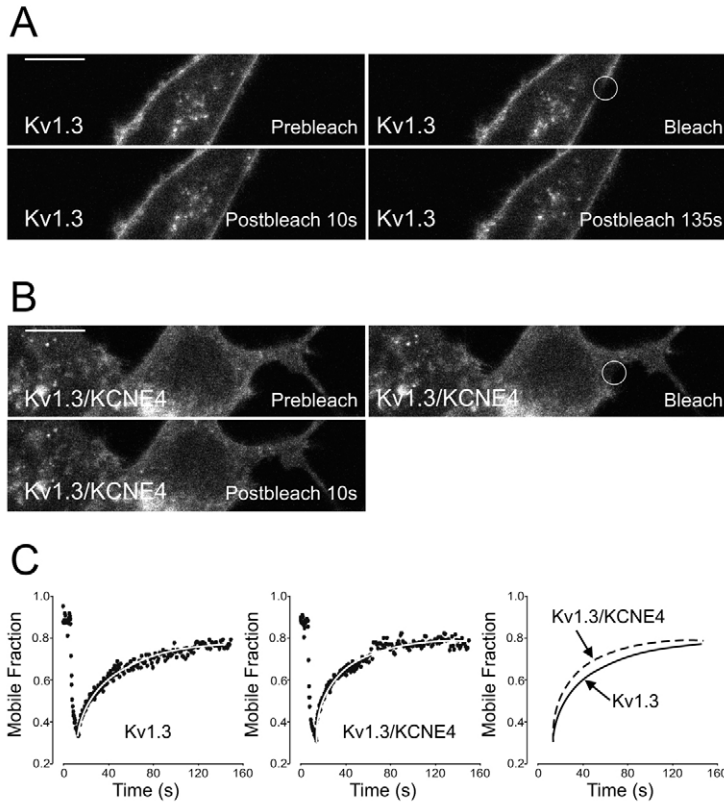 A
Kv1.3
Prebleach
Kv1.3
Bleach
Kv1.3
Postbleach 10s
Kv1.3
Postbleach 135s
B
Kv1.3/KCNE4
Prebleach
Kv1.3/KCNE4
Bleach
Kv1.3/KCNE4
Postbleach 10s
C
Mobile Fraction
1.0
0.8
0.6
0.4
0.2
Kv1.3
0 40 80 120 160
Time (s)
Mobile Fraction
1.0
0.8
0.6
0.4
0.2
Kv1.3/KCNE4
0 40 80 120 160
Time (s)
Mobile Fraction
1.0
0.8
0.6
0.4
0.2
Kv1.3/KCNE4
Kv1.3
0 40 80 120 160
Time (s)